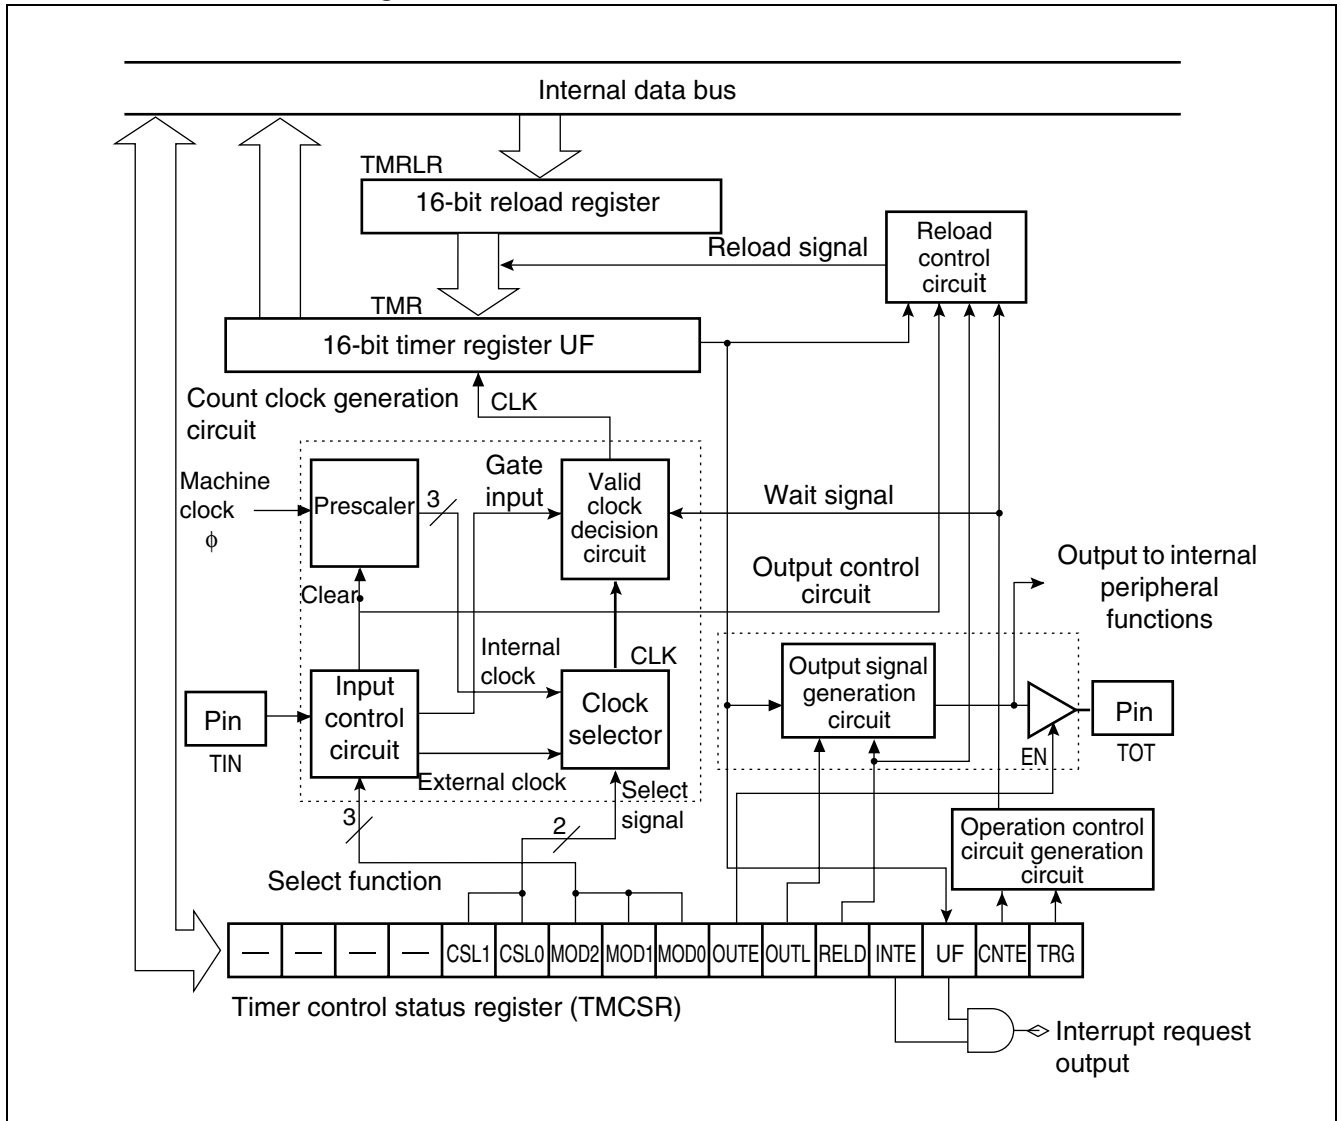 Internal data bus
TMRLR
16-bit reload register
Reload signal
Reload
control
circuit
TMR
16-bit timer register UF
Count clock generation
circuit
CLK
Machine
clock
ϕ
Prescaler
3
Gate
input
Valid
clock
decision
circuit
Wait signal
Clear
Output control
circuit
Output to internal
peripheral
functions
Internal
clock
CLK
Pin
TIN
Input
control
circuit
Clock
selector
External clock
Output signal
generation
circuit
EN
Pin
TOT
3
2
Select
signal
Select function
Operation control
circuit generation
circuit
— — — — CSL1 CSL0 MOD2 MOD1 MOD0 OUTE OUTL RELD INTE UF CNTE TRG
Timer control status register (TMCSR)
Interrupt request
output